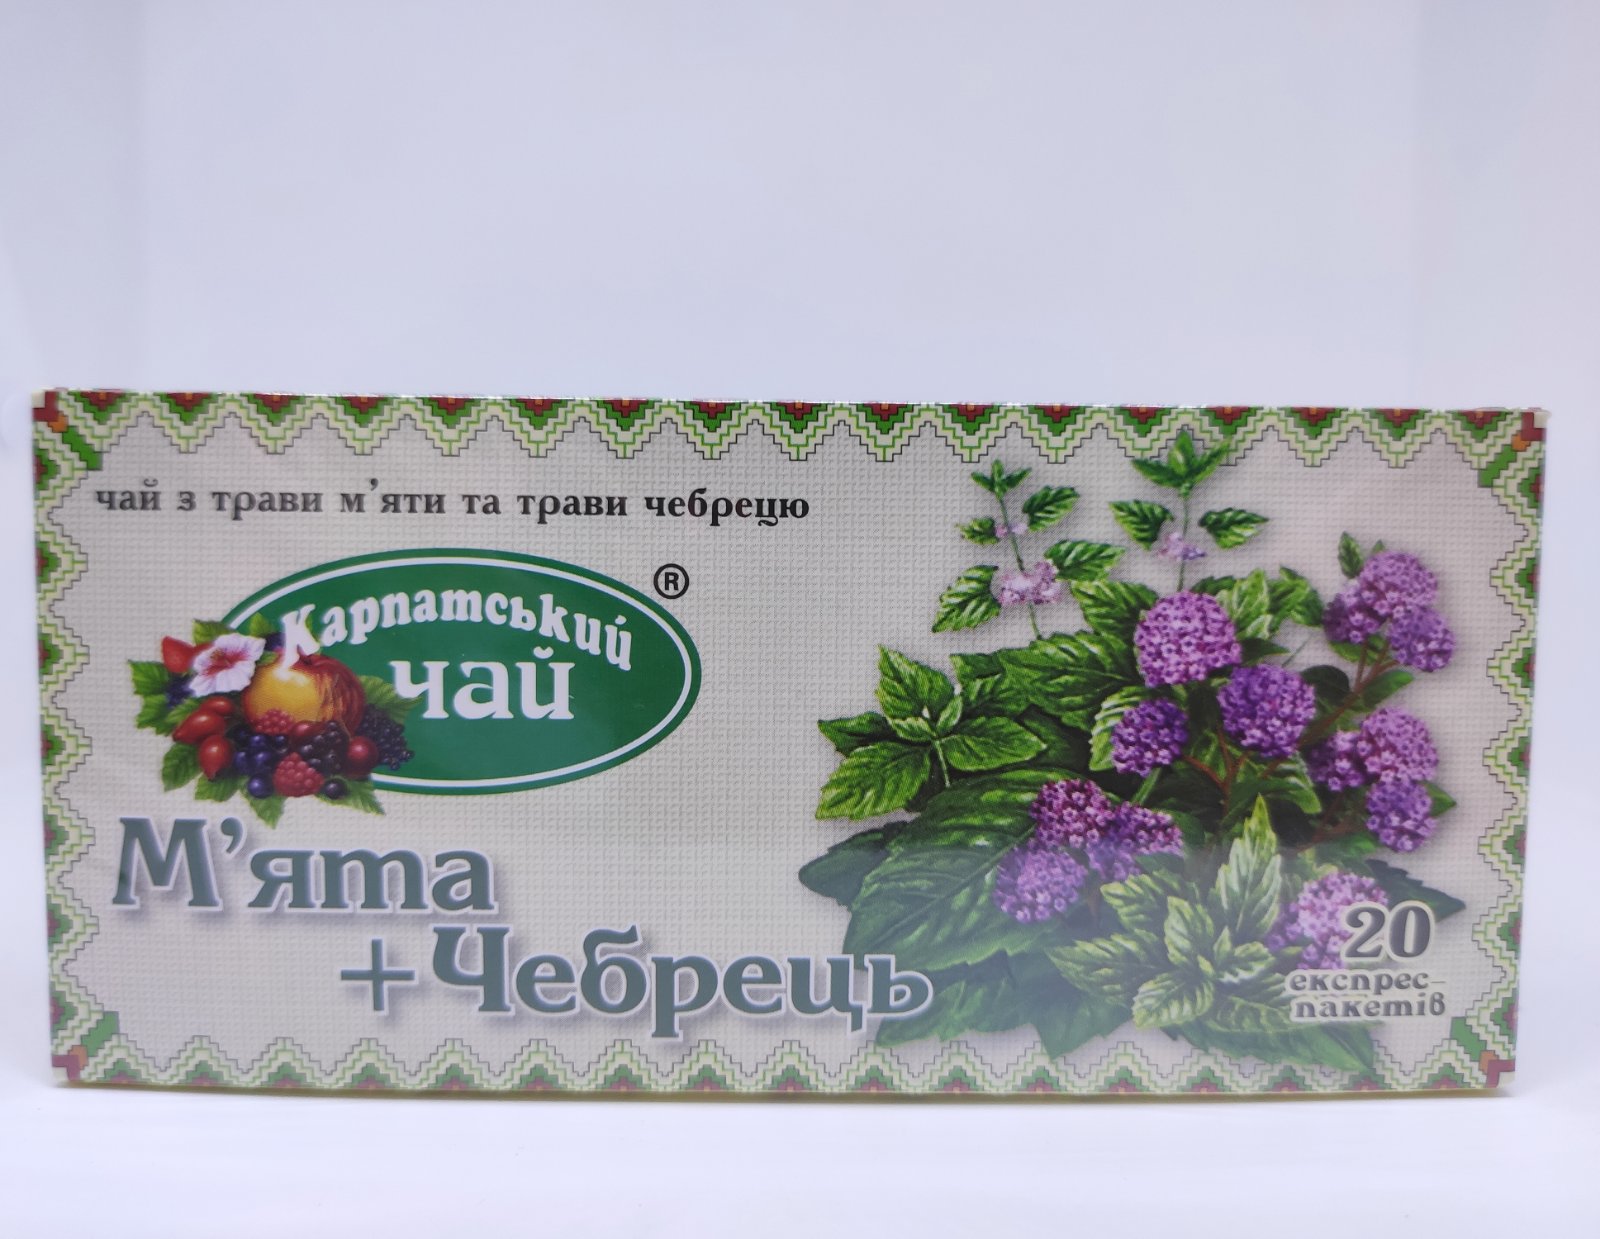 чай з трави м'яти та трави чебрецю
®
Карпатський
чай
М'ята
+Чебрець
20
експрес-
пакетів